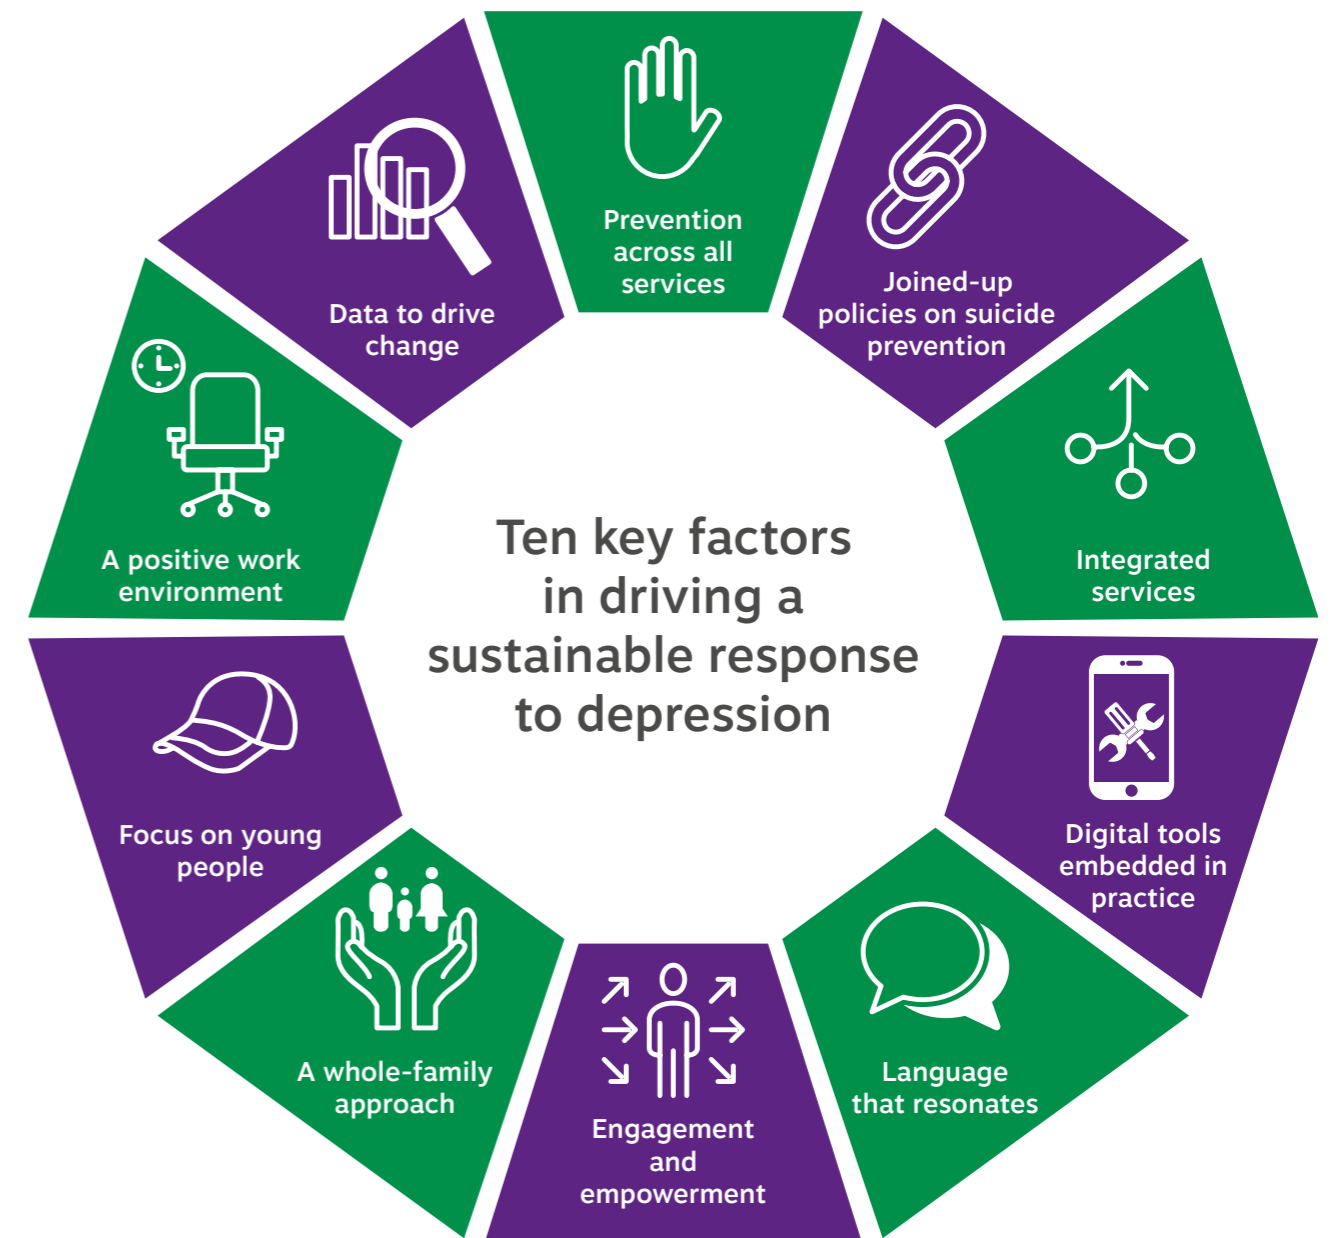 Prevention
across all
services
Joined-up
policies on suicide
prevention
Integrated
services
Digital tools
embedded in
practice
Language
that resonates
Engagement
and
empowerment
A whole-family
approach
Focus on young
people
A positive work
environment
Data to drive
change
Ten key factors
in driving a
sustainable response
to depression